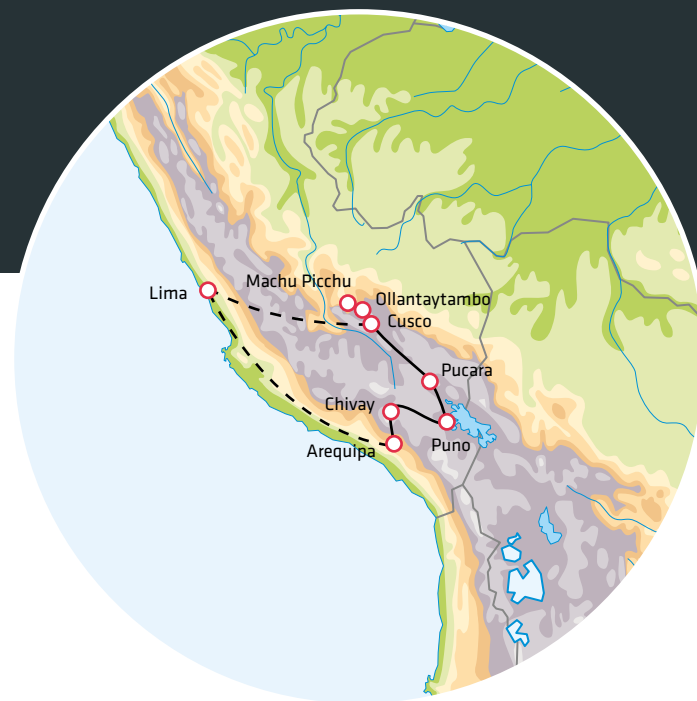 Machu Picchu
Lima
Ollantaytambo
Cusco
Pucara
Chivay
Puno
Arequipa